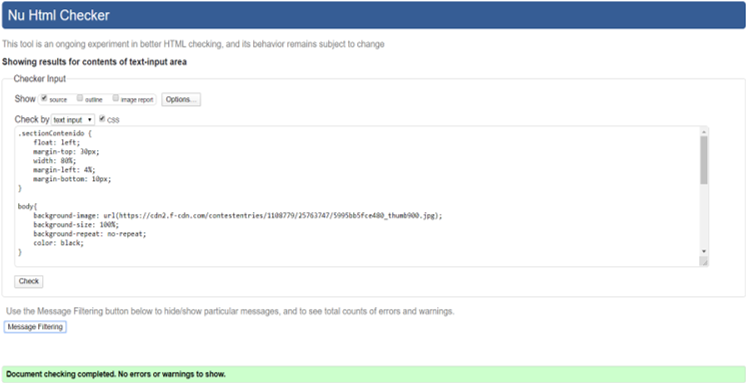 Nu Html Checker
This tool is an ongoing experiment in better HTML checking, and its behavior remains subject to change
Showing results for contents of text-input area
Checker Input
Show source outline image report Options...
Check by text input CSS
.sectionContenido {
float: left;
margin-top: 30px;
width: 80%;
margin-left: 4%;
margin-bottom: 10px;
}
body{
background-image: url(https://cdn2.f-cdn.com/contestentries/1108779/25763747/5995bb5fce480_thumb900.jpg);
background-size: 100%;
background-repeat: no-repeat;
color: black;
}
Check
Use the Message Filtering button below to hide/show particular messages, and to see total counts of errors and warnings.
Message Filtering
Document checking completed. No errors or warnings to show.